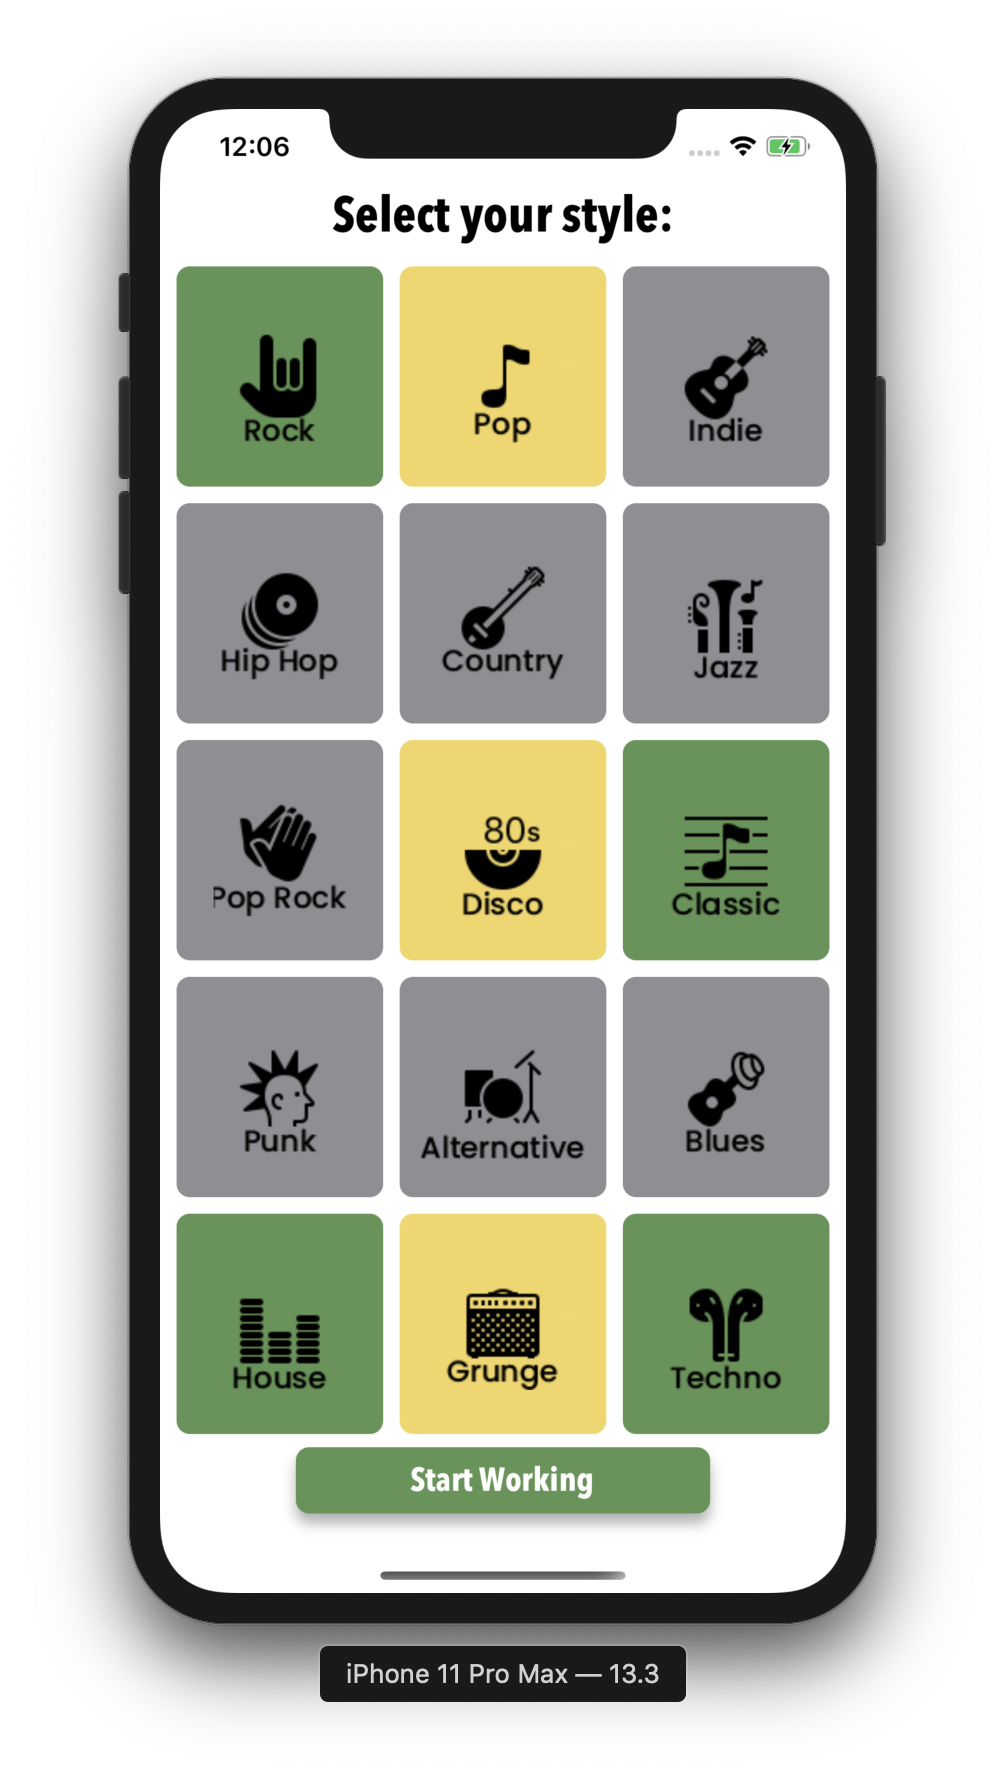 12:06
Select your style:
Rock
Pop
Indie
Hip Hop
Country
Jazz
Pop Rock
80s
Disco
Classic
Punk
Alternative
Blues
House
Grunge
Techno
Start Working
iPhone 11 Pro Max — 13.3